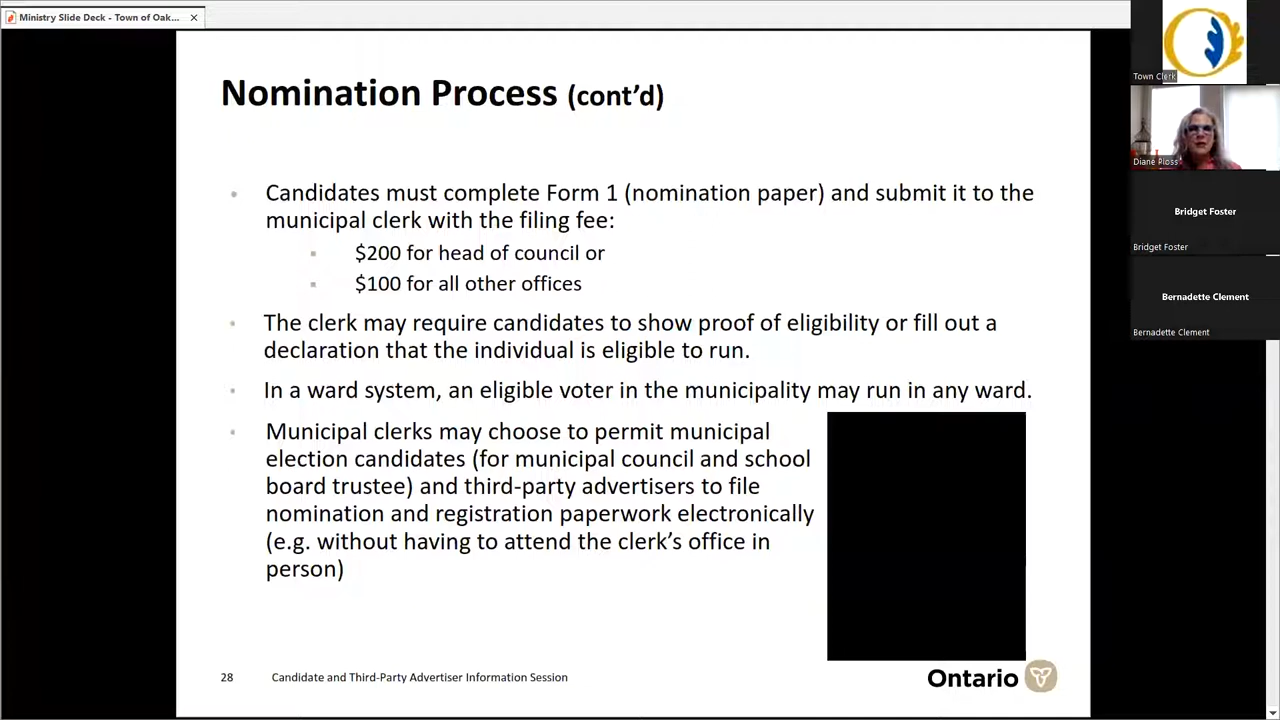 Ministry Slide Deck - Town of Oak...
Nomination Process (cont’d)
Candidates must complete Form 1 (nomination paper) and submit it to the
municipal clerk with the filing fee:
$200 for head of council or
$100 for all other offices
The clerk may require candidates to show proof of eligibility or fill out a
declaration that the individual is eligible to run.
In a ward system, an eligible voter in the municipality may run in any ward.
Municipal clerks may choose to permit municipal
election candidates (for municipal council and school
board trustee) and third-party advertisers to file
nomination and registration paperwork electronically
(e.g. without having to attend the clerk’s office in
person)
28 Candidate and Third-Party Advertiser Information Session
Ontario
Town Clerk
Diane Ploss
Bridget Foster
Bridget Foster
Bernadette Clement
Bernadette Clement